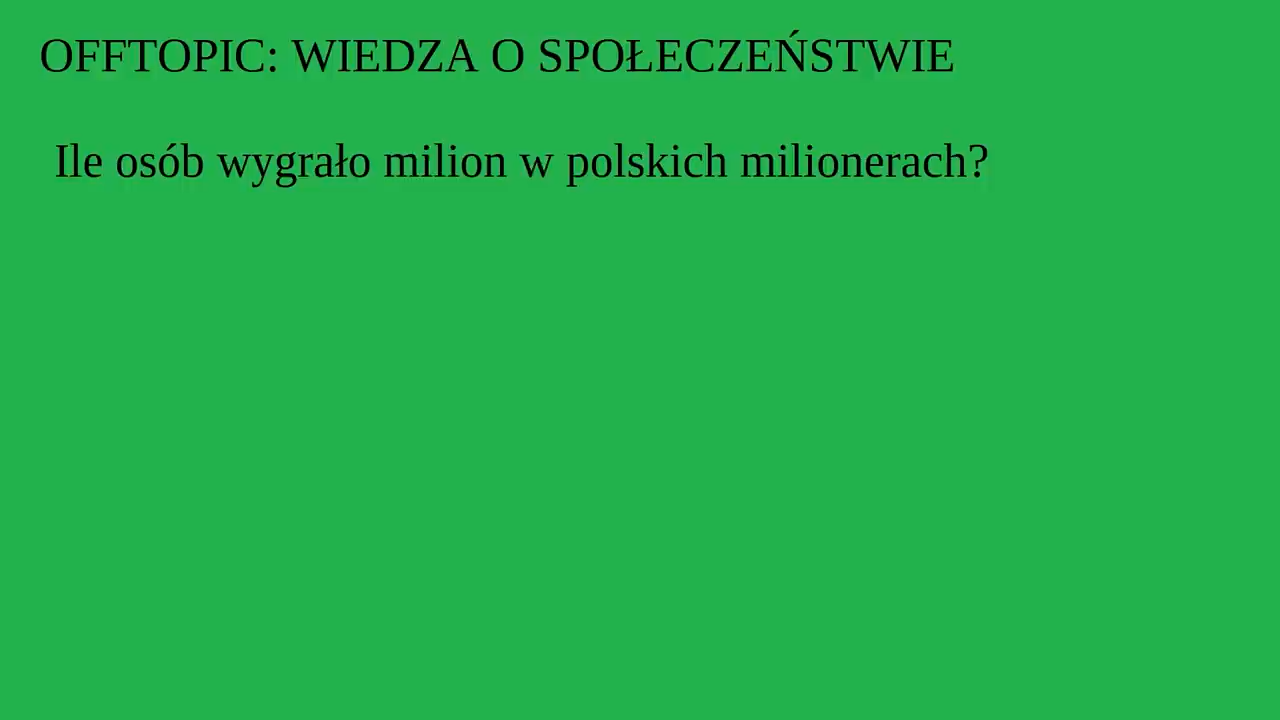 OFFTOPIC: WIEDZA O SPOŁECZEŃSTWIE
Ile osób wygrało milion w polskich milionerach?